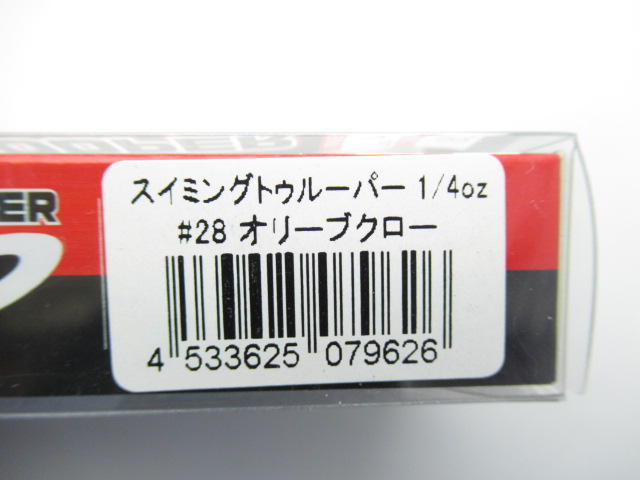 スイミングトゥルーパー 1/4oz
#28 オリーブクロー
4 533625 079626